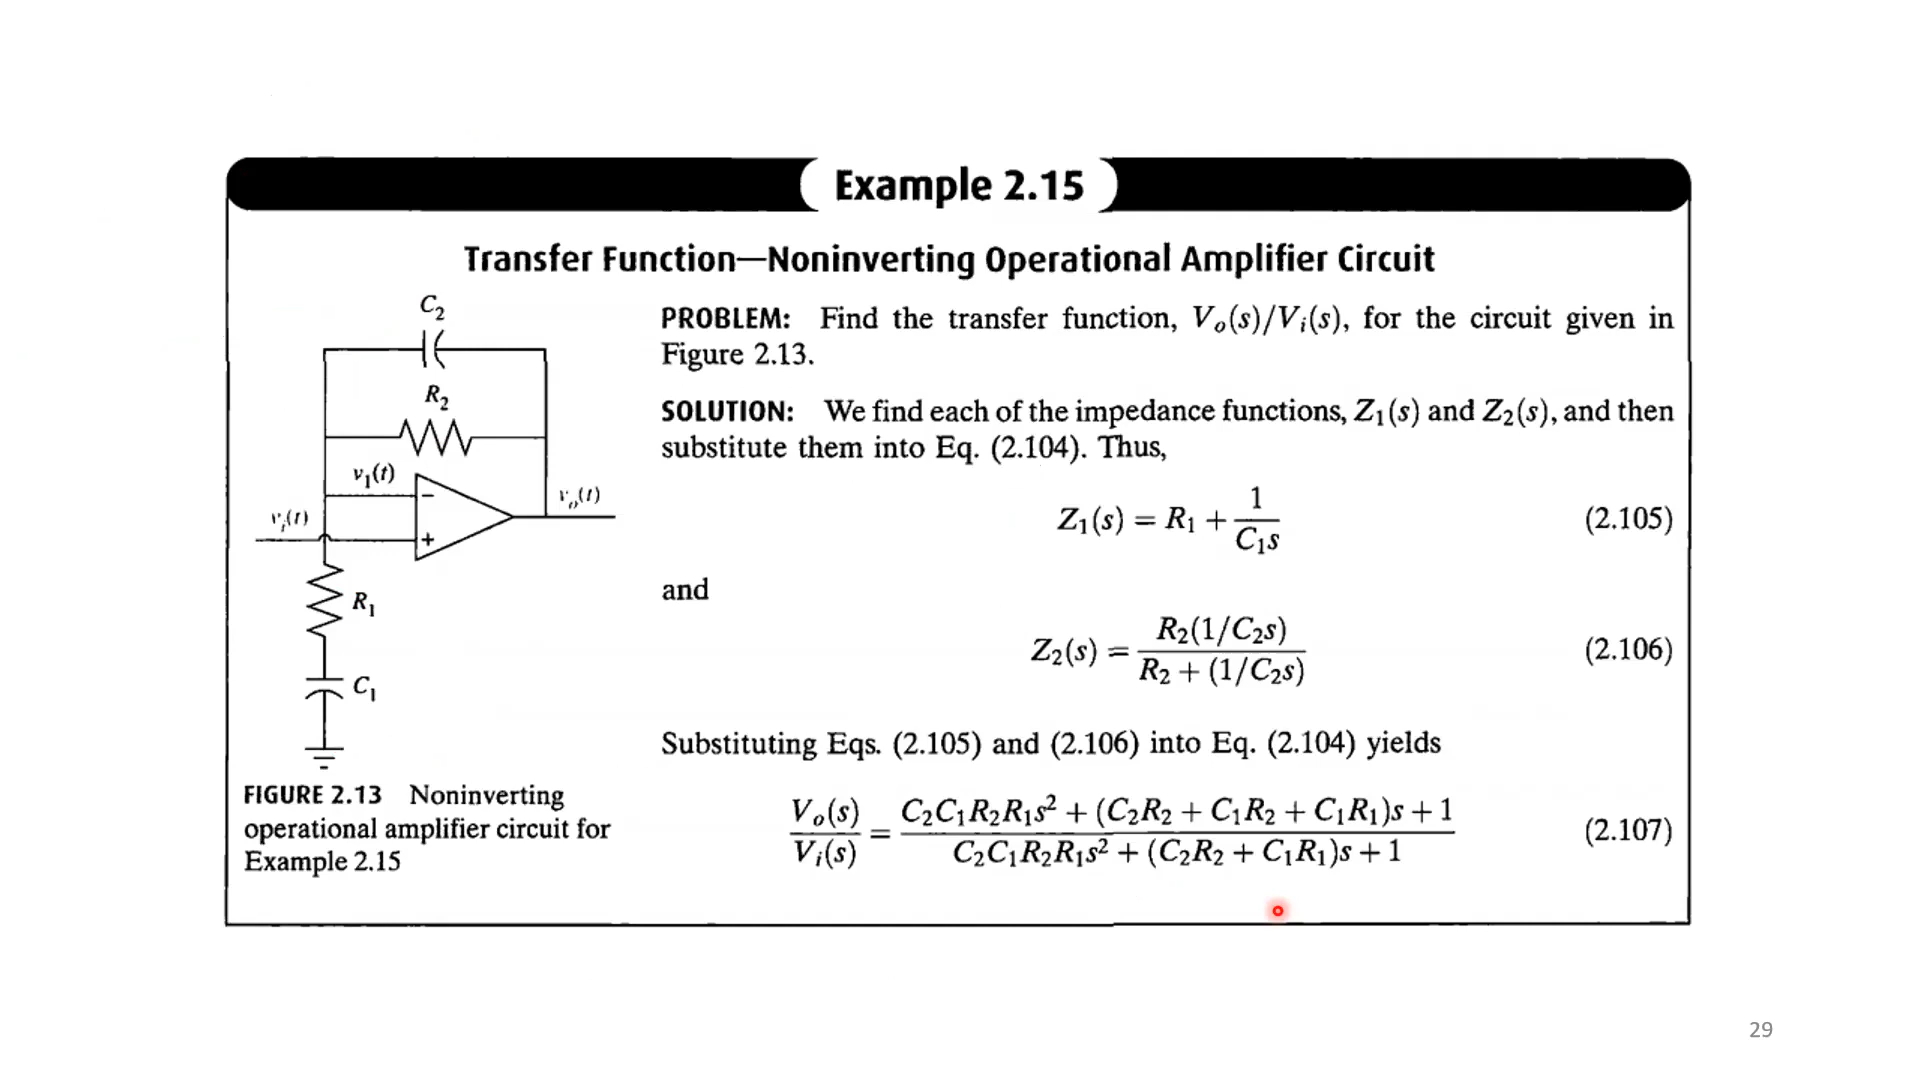 Example 2.15
Transfer Function—Noninverting Operational Amplifier Circuit
C₂
R₂
v₁(t)
−
vₒ(t)
vᵢ(t)
+
R₁
C₁
FIGURE 2.13 Noninverting
operational amplifier circuit for
Example 2.15
PROBLEM: Find the transfer function, Vₒ(s)/Vᵢ(s), for the circuit given in
Figure 2.13.
SOLUTION: We find each of the impedance functions, Z₁(s) and Z₂(s), and then
substitute them into Eq. (2.104). Thus,
Z₁(s) = R₁ + 1/(C₁s) (2.105)
and
Z₂(s) = R₂(1/C₂s) / (R₂ + (1/C₂s)) (2.106)
Substituting Eqs. (2.105) and (2.106) into Eq. (2.104) yields
Vₒ(s)/Vᵢ(s) = (C₂C₁R₂R₁s² + (C₂R₂ + C₁R₂ + C₁R₁)s + 1) / (C₂C₁R₂R₁s² + (C₂R₂ + C₁R₁)s + 1) (2.107)
29